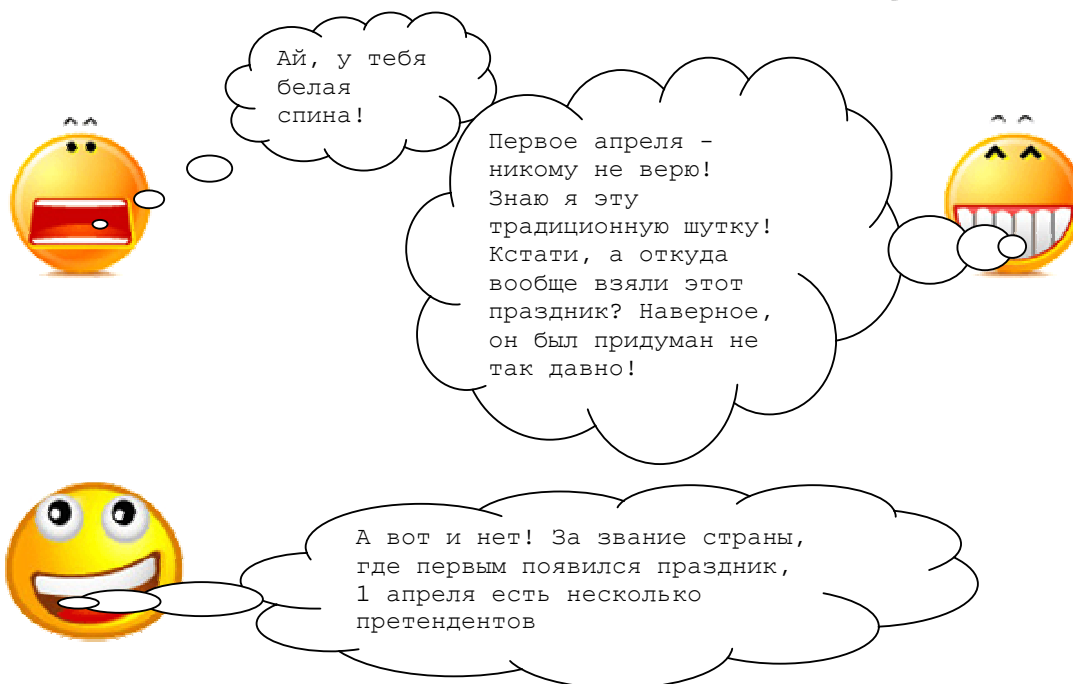 Ай, у тебя
белая
спина!
Первое апреля -
никому не верю!
Знаю я эту
традиционную шутку!
Кстати, а откуда
вообще взяли этот
праздник? Наверное,
он был придуман не
так давно!
А вот и нет! За звание страны,
где первым появился праздник,
1 апреля есть несколько
претендентов